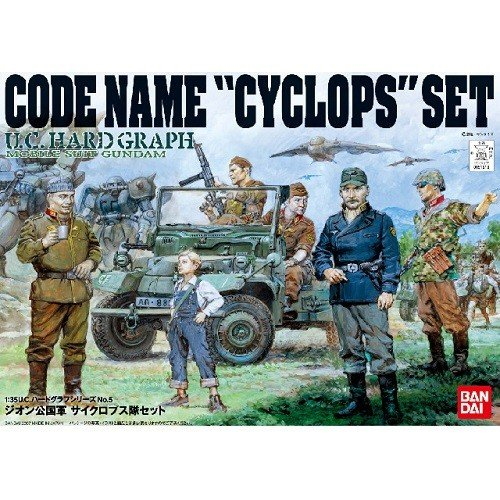 CODE NAME "CYCLOPS" SET
U.C. HARD GRAPH
MOBILE SUIT GUNDAM
1:35 U.C. ハードグラフシリーズ No.5
ジオン公国軍 サイクロプス隊セット
BAN
DAI